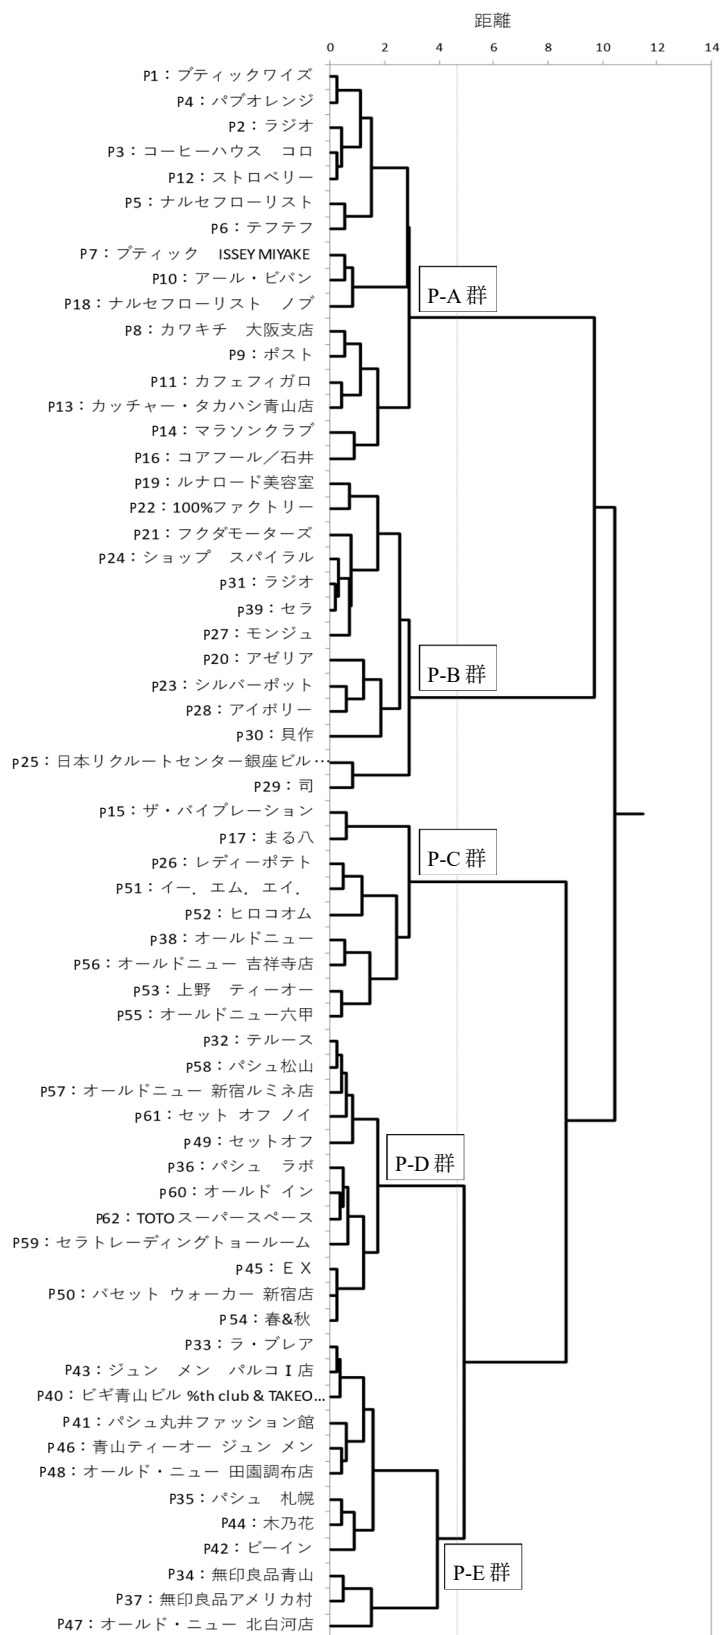 距離
0 2 4 6 8 10 12 14
P1：ブティックワイズ
P4：パブオレンジ
P2：ラジオ
P3：コーヒーハウス　コロ
P12：ストロベリー
P5：ナルセフローリスト
P6：テフテフ
P7：ブティック　ISSEY MIYAKE
P10：アール・ビバン
P18：ナルセフローリスト　ノブ
P-A 群
P8：カワキチ　大阪支店
P9：ポスト
P11：カフェフィガロ
P13：カッチャー・タカハシ青山店
P14：マラソンクラブ
P16：コアフール／石井
P19：ルナロード美容室
P22：100%ファクトリー
P21：フクダモーターズ
P24：ショップ　スパイラル
P31：ラジオ
P39：セラ
P27：モンジュ
P20：アゼリア
P-B 群
P23：シルバーポット
P28：アイボリー
P30：貝作
P25：日本リクルートセンター銀座ビル…
P29：司
P15：ザ・バイブレーション
P17：まる八
P-C 群
P26：レディーポテト
P51：イー．エム．エイ．
P52：ヒロコオム
P38：オールドニュー
P56：オールドニュー 吉祥寺店
P53：上野　ティーオー
P55：オールドニュー六甲
P32：テルース
P58：パシュ松山
P57：オールドニュー 新宿ルミネ店
P61：セット オフ ノイ
P49：セットオフ
P-D 群
P36：パシュ　ラボ
P60：オールド イン
P62：TOTOスーパースペース
P59：セラトレーディングトョールーム
P45：ＥＸ
P50：バセット ウォーカー 新宿店
P54：春&秋
P33：ラ・ブレア
P43：ジュン　メン　パルコⅠ店
P40：ビギ青山ビル %th club & TAKEO…
P41：パシュ丸井ファッション館
P46：青山ティーオー ジュン メン
P48：オールド・ニュー 田園調布店
P35：パシュ　札幌
P44：木乃花
P42：ビーイン
P-E 群
P34：無印良品青山
P37：無印良品アメリカ村
P47：オールド・ニュー 北白河店